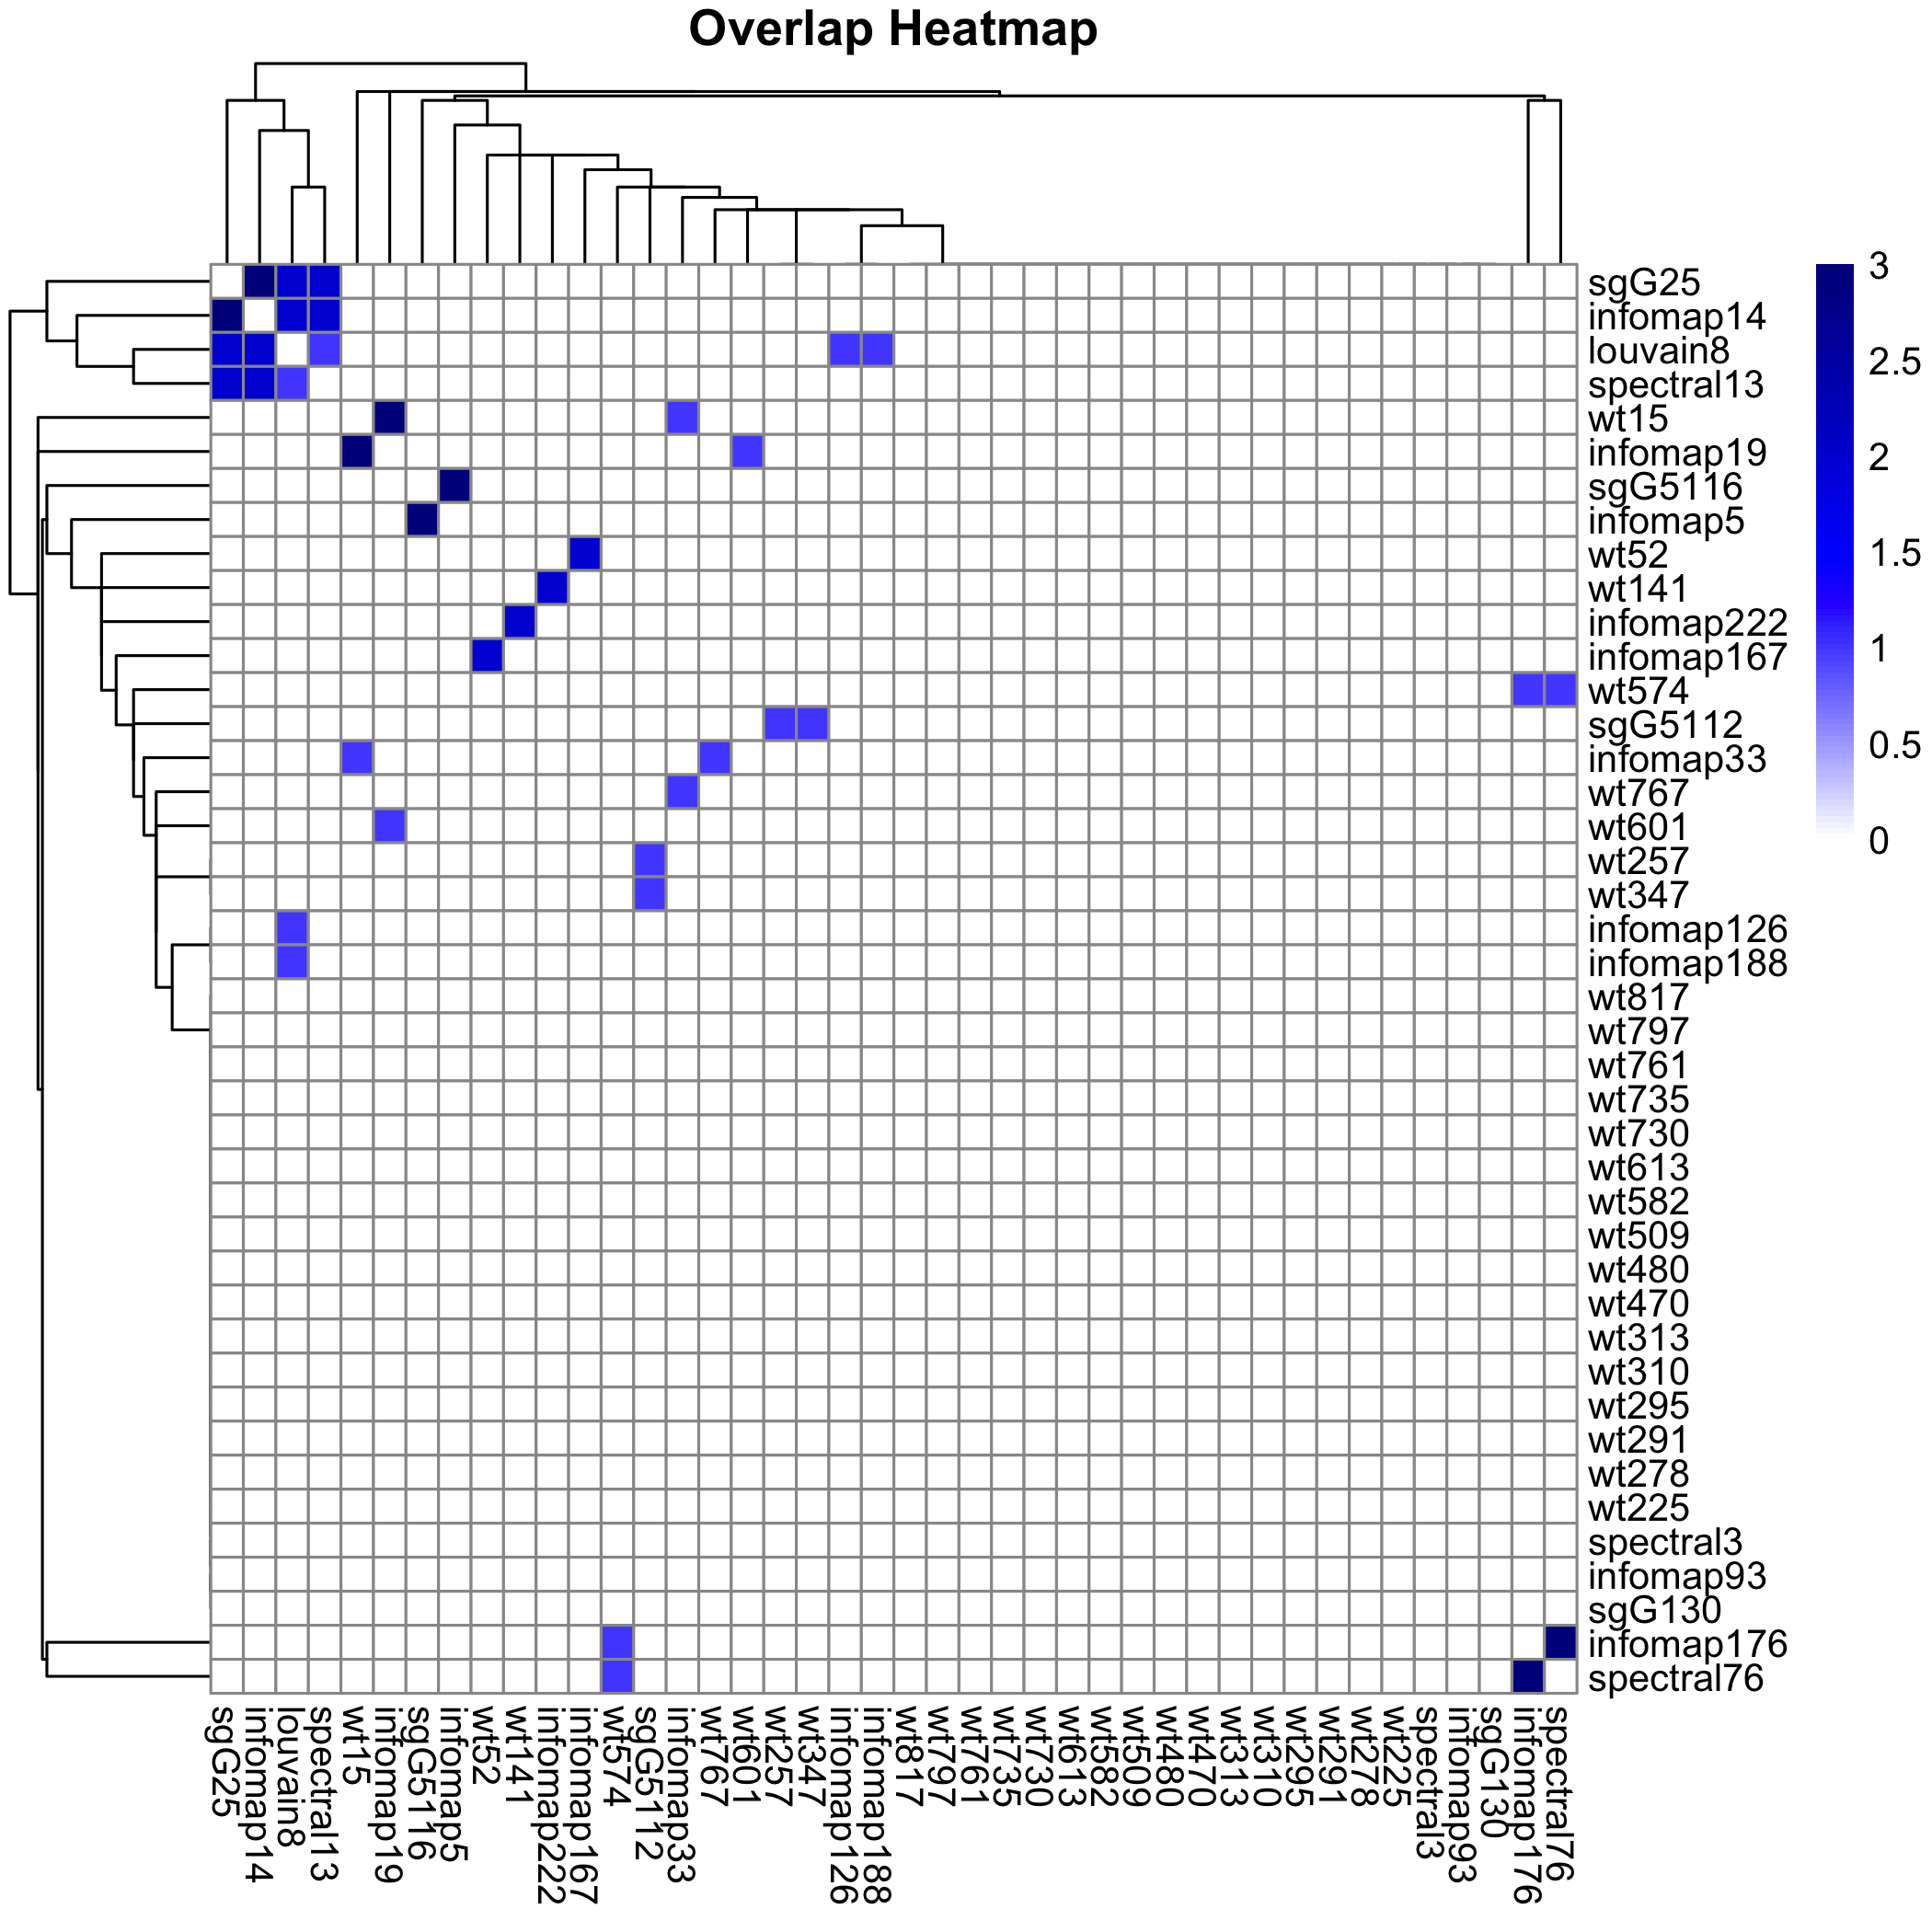 Overlap Heatmap
sgG25
infomap14
louvain8
spectral13
wt15
infomap19
sgG5116
infomap5
wt52
wt141
infomap222
infomap167
wt574
sgG5112
infomap33
wt767
wt601
wt257
wt347
infomap126
infomap188
wt817
wt797
wt761
wt735
wt730
wt613
wt582
wt509
wt480
wt470
wt313
wt310
wt295
wt291
wt278
wt225
spectral3
infomap93
sgG130
infomap176
spectral76
3
2.5
2
1.5
1
0.5
0
sgG25
infomap14
louvain8
spectral13
wt15
infomap19
sgG5116
infomap5
wt52
wt141
infomap222
infomap167
wt574
sgG5112
infomap33
wt767
wt601
wt257
wt347
infomap126
infomap188
wt817
wt797
wt761
wt735
wt730
wt613
wt582
wt509
wt480
wt470
wt313
wt310
wt295
wt291
wt278
wt225
spectral3
infomap93
sgG130
infomap176
spectral76